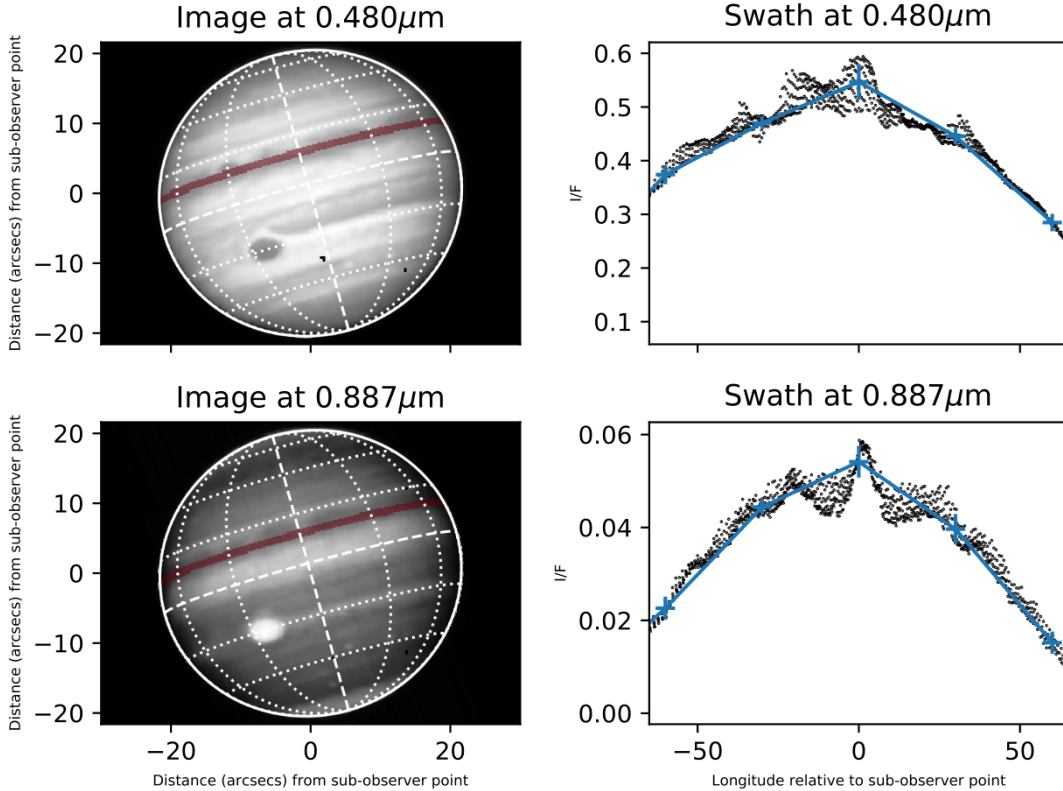 Image at 0.480μm
Swath at 0.480μm
Distance (arcsecs) from sub-observer point
20
10
0
−10
−20
−20
0
20
I/F
0.6
0.5
0.4
0.3
0.2
0.1
Image at 0.887μm
Swath at 0.887μm
Distance (arcsecs) from sub-observer point
20
10
0
−10
−20
−20
0
20
Distance (arcsecs) from sub-observer point
I/F
0.06
0.04
0.02
0.00
−50
0
50
Longitude relative to sub-observer point